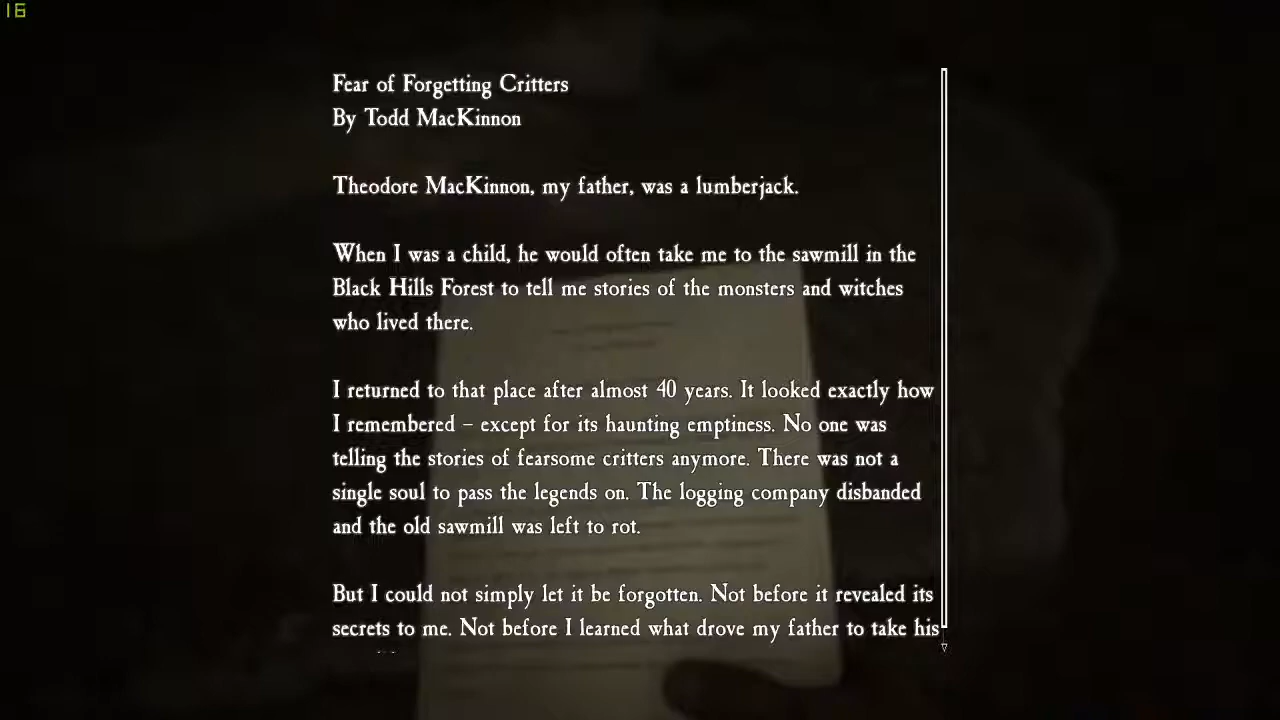 16
Fear of Forgetting Critters
By Todd MacKinnon
Theodore MacKinnon, my father, was a lumberjack.
When I was a child, he would often take me to the sawmill in the
Black Hills Forest to tell me stories of the monsters and witches
who lived there.
I returned to that place after almost 40 years. It looked exactly how
I remembered – except for its haunting emptiness. No one was
telling the stories of fearsome critters anymore. There was not a
single soul to pass the legends on. The logging company disbanded
and the old sawmill was left to rot.
But I could not simply let it be forgotten. Not before it revealed its
secrets to me. Not before I learned what drove my father to take his